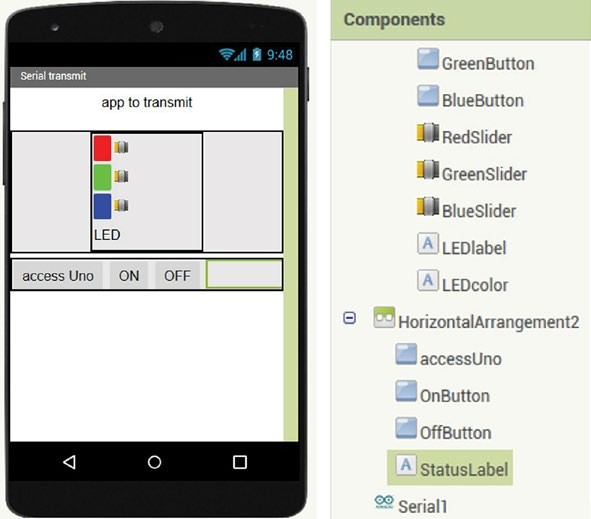 9:48
Serial transmit
app to transmit
LED
access Uno ON OFF
Components
GreenButton
BlueButton
RedSlider
GreenSlider
BlueSlider
A LEDlabel
A LEDcolor
HorizontalArrangement2
accessUno
OnButton
OffButton
A StatusLabel
Serial1